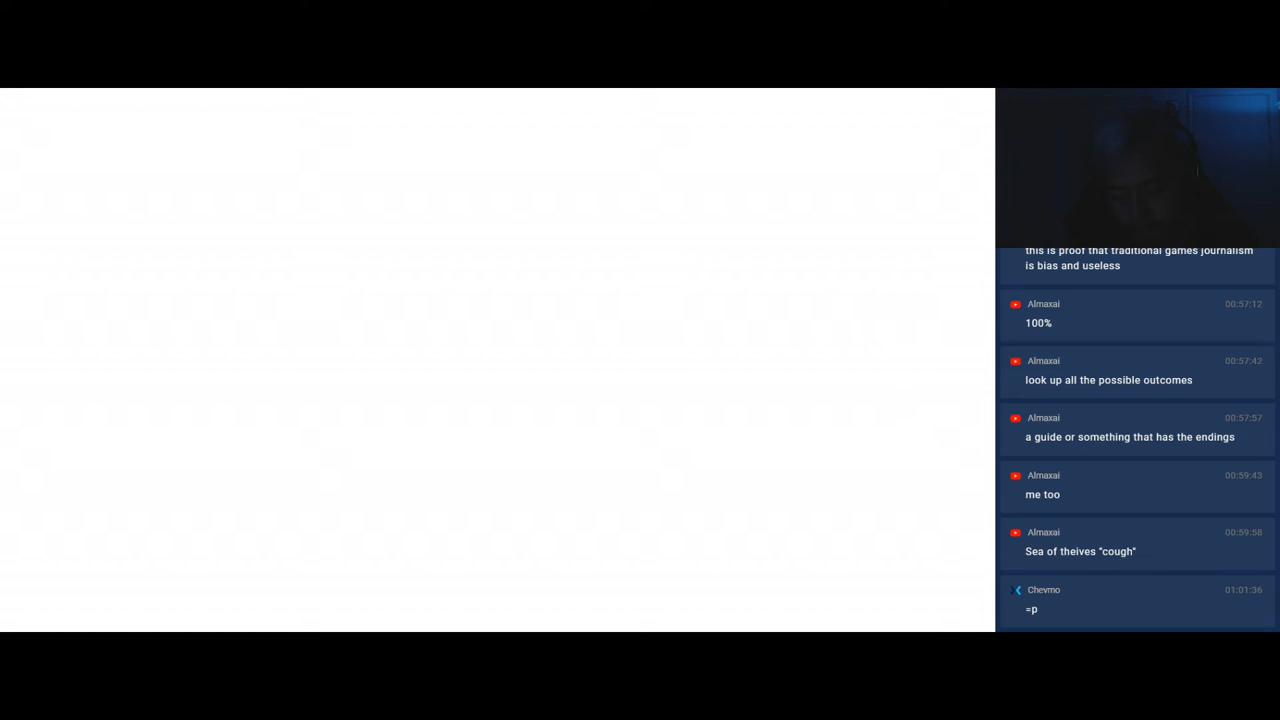 this is proof that traditional games journalism
is bias and useless
Almaxai 00:57:12
100%
Almaxai 00:57:42
look up all the possible outcomes
Almaxai 00:57:57
a guide or something that has the endings
Almaxai 00:59:43
me too
Almaxai 00:59:58
Sea of theives "cough"
Chevmo 01:01:36
=p